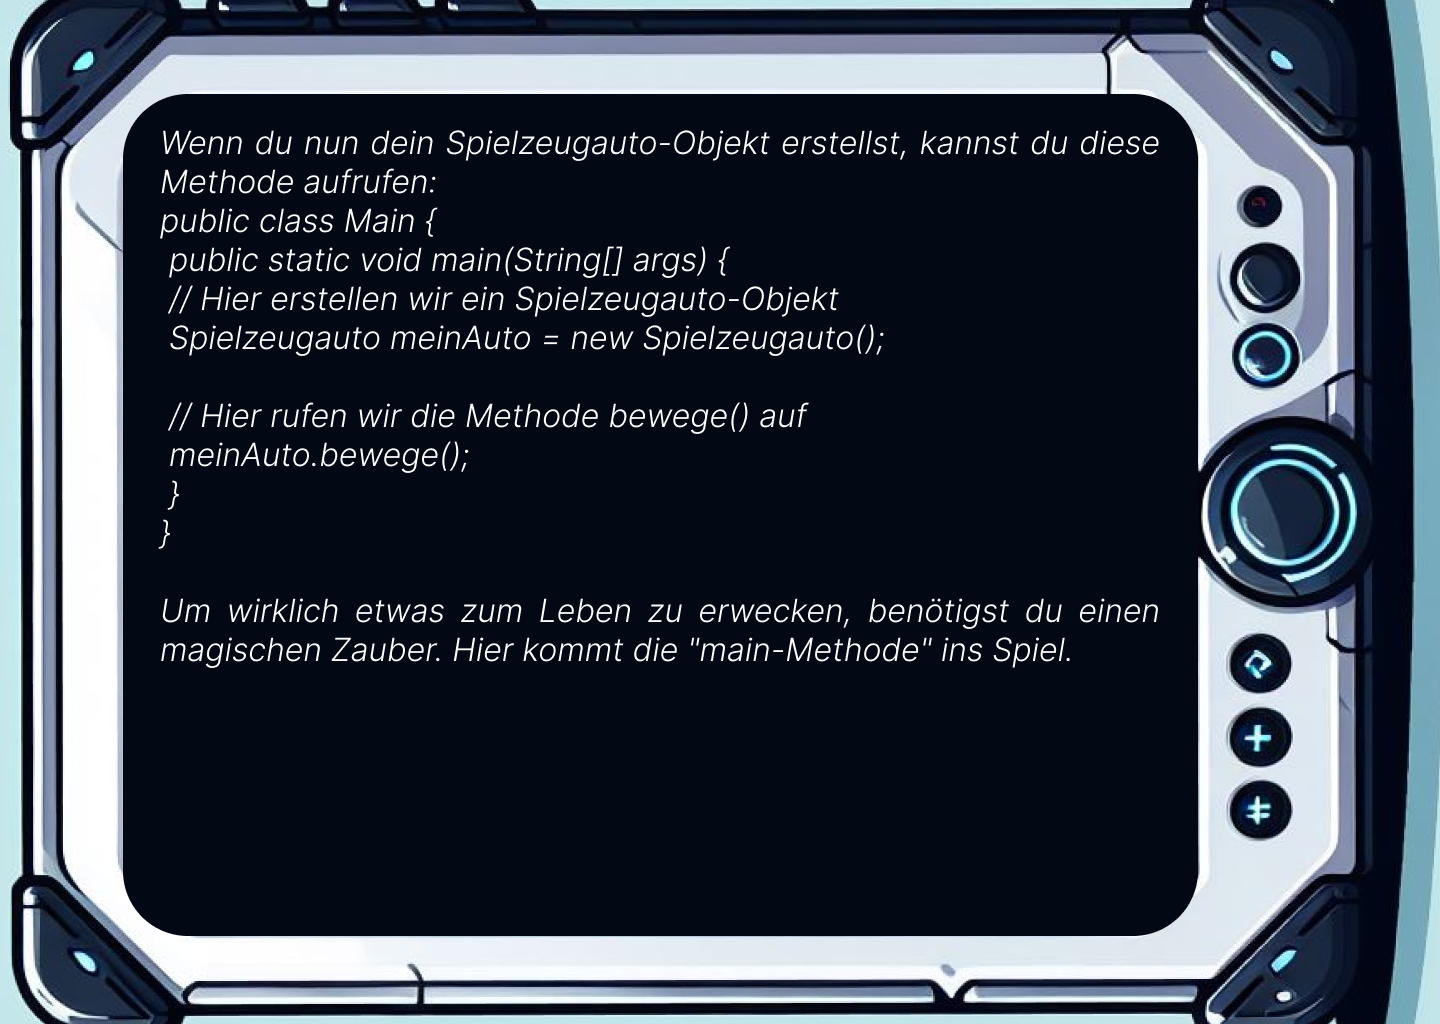 Wenn du nun dein Spielzeugauto-Objekt erstellst, kannst du diese
Methode aufrufen:
public class Main {
public static void main(String[] args) {
// Hier erstellen wir ein Spielzeugauto-Objekt
Spielzeugauto meinAuto = new Spielzeugauto();
// Hier rufen wir die Methode bewege() auf
meinAuto.bewege();
}
}
Um wirklich etwas zum Leben zu erwecken, benötigst du einen
magischen Zauber. Hier kommt die "main-Methode" ins Spiel.